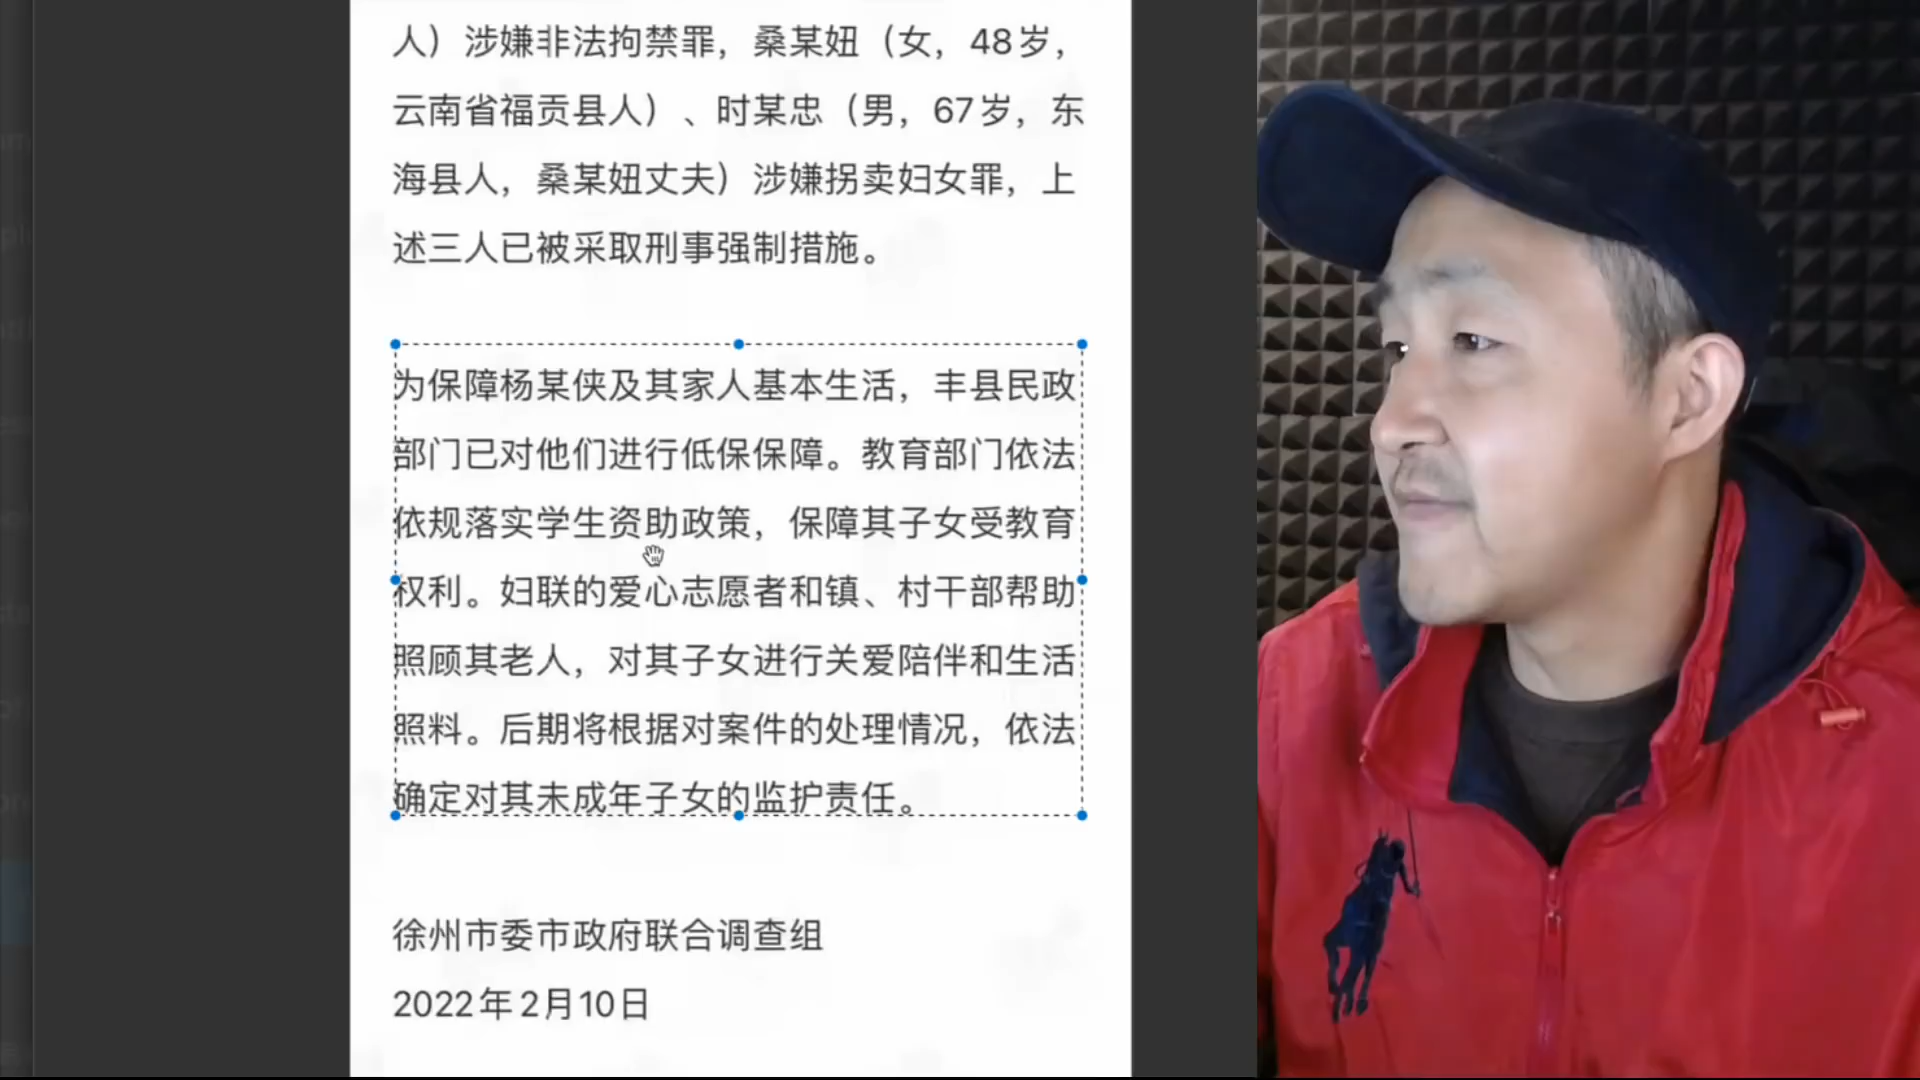 人）涉嫌非法拘禁罪，桑某妞（女，48岁，
云南省福贡县人）、时某忠（男，67岁，东
海县人，桑某妞丈夫）涉嫌拐卖妇女罪，上
述三人已被采取刑事强制措施。
为保障杨某侠及其家人基本生活，丰县民政
部门已对他们进行低保保障。教育部门依法
依规落实学生资助政策，保障其子女受教育
权利。妇联的爱心志愿者和镇、村干部帮助
照顾其老人，对其子女进行关爱陪伴和生活
照料。后期将根据对案件的处理情况，依法
确定对其未成年子女的监护责任。
徐州市委市政府联合调查组
2022年2月10日